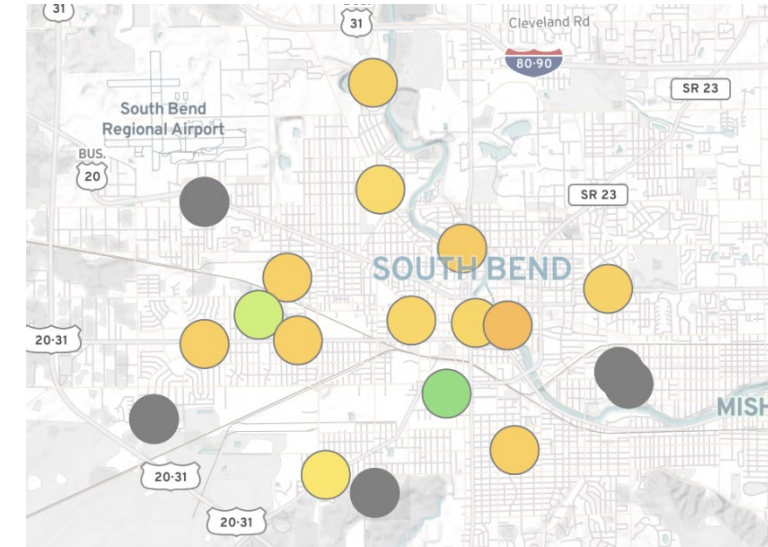 31
31
Cleveland Rd
80-90
SR 23
South Bend
Regional Airport
BUS.
20
SR 23
SOUTH BEND
20-31
MISH
20-31
20-31